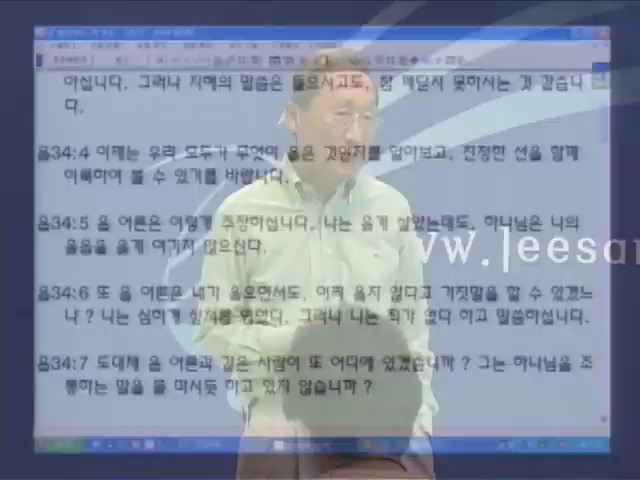 아십니다. 그러나 지혜의 말씀은 들으시고도, 참 깨닫지 못하시는 것 같습니
다.
욥34:4 이제는 우리 모두가 무엇이 옳은 것인지를 알아보고, 진정한 선을 함께
이룩하여 볼 수 있기를 바랍니다.
욥34:5 욥 어른은 이렇게 주장하십니다. 나는 옳게 살았는데도, 하나님은 나의
옳음을 옳게 여기지 않으신다.
욥34:6 또 욥 어른은 내가 옳으면서도, 어찌 옳지 않다고 거짓말을 할 수 있겠느
냐 ? 나는 심하게 상처를 입었다. 그러나 나는 죄가 없다 하고 말씀하십니다.
욥34:7 도대체 욥 어른과 같은 사람이 또 어디에 있겠습니까 ? 그는 하나님을 조
롱하는 말을 물 마시듯 하고 있지 않습니까 ?